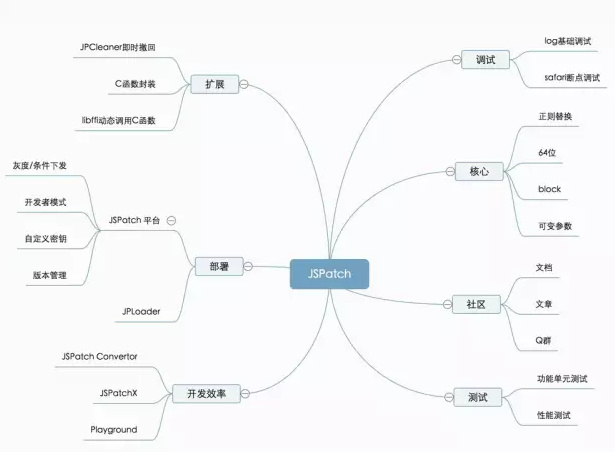 JSPatch
扩展
JPCleaner即时撤回
C函数封装
libffi动态调用C函数
部署
JSPatch 平台
灰度/条件下发
开发者模式
自定义密钥
版本管理
JPLoader
开发效率
JSPatch Convertor
JSPatchX
Playground
调试
log基础调试
safari断点调试
核心
正则替换
64位
block
可变参数
社区
文档
文章
Q群
测试
功能单元测试
性能测试